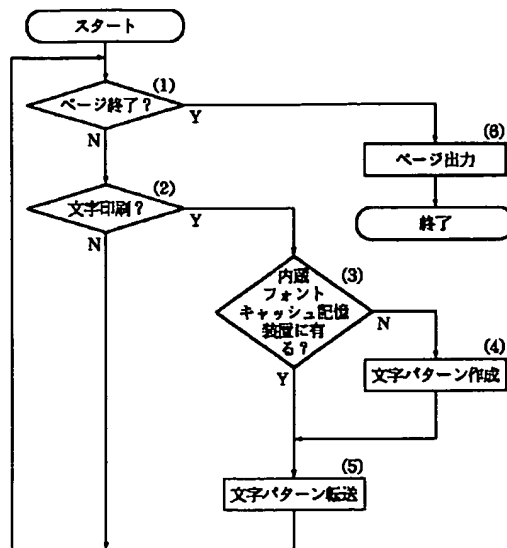 スタート
(1)
ページ終了?
Y
N
(6)
ページ出力
(2)
文字印刷?
Y
N
終了
(3)
内蔵
フォント
キャッシュ記憶
装置に有
る?
N
Y
(4)
文字パターン作成
(5)
文字パターン転送